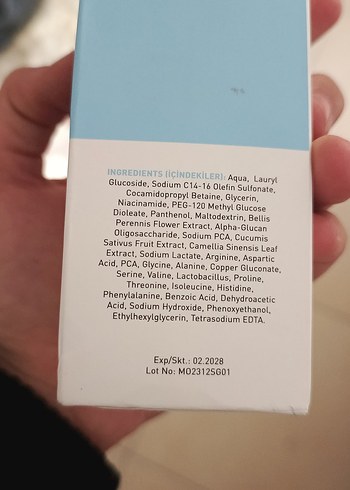 INGREDIENTS |İÇİNDEKİLER|: Aqua, Lauryl
Glucoside, Sodium C14-16 Olefin Sulfonate,
Cocamidopropyl Betaine, Glycerin,
Niacinamide, PEG-120 Methyl Glucose
Dioleate, Panthenol, Maltodextrin, Bellis
Perennis Flower Extract, Alpha-Glucan
Oligosaccharide, Sodium PCA, Cucumis
Sativus Fruit Extract, Camellia Sinensis Leaf
Extract, Sodium Lactate, Arginine, Aspartic
Acid, PCA, Glycine, Alanine, Copper Gluconate,
Serine, Valine, Lactobacillus, Proline,
Threonine, Isoleucine, Histidine,
Phenylalanine, Benzoic Acid, Dehydroacetic
Acid, Sodium Hydroxide, Phenoxyethanol,
Ethylhexylglycerin, Tetrasodium EDTA.
Exp/Skt.: 02.2028
Lot No: MO2312SG01